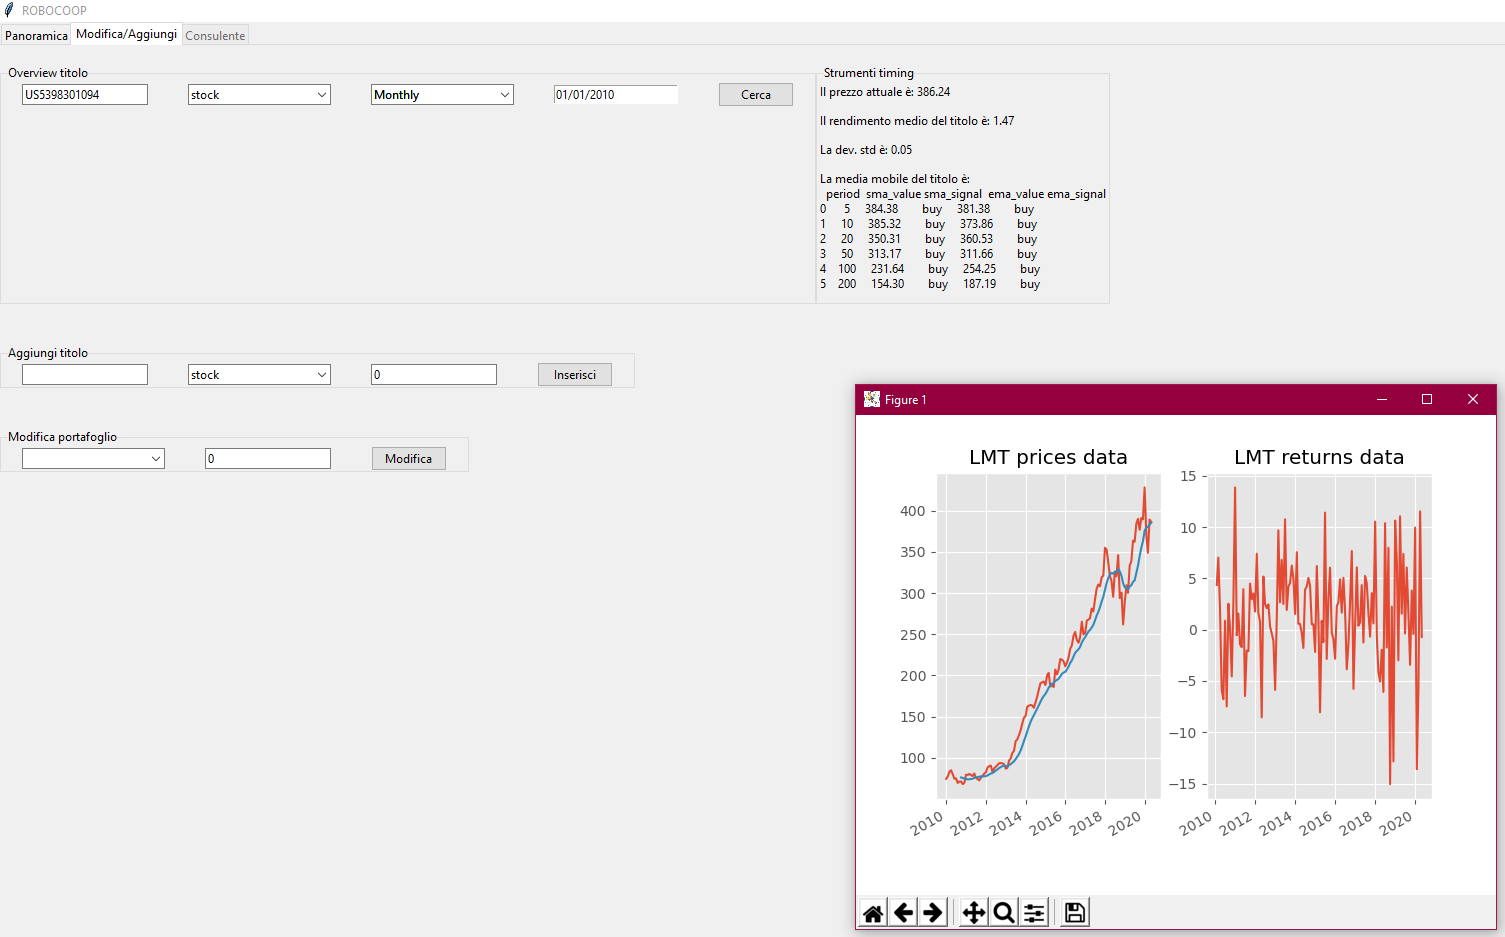 ROBOCOOP
Panoramica Modifica/Aggiungi Consulente
Overview titolo
US5398301094 stock Monthly 01/01/2010 Cerca
Strumenti timing
Il prezzo attuale è: 386.24
Il rendimento medio del titolo è: 1.47
La dev. std è: 0.05
La media mobile del titolo è:
period sma_value sma_signal ema_value ema_signal
0 5 384.38 buy 381.38 buy
1 10 385.32 buy 373.86 buy
2 20 350.31 buy 360.53 buy
3 50 313.17 buy 311.66 buy
4 100 231.64 buy 254.25 buy
5 200 154.30 buy 187.19 buy
Aggiungi titolo
stock 0 Inserisci
Modifica portafoglio
0 Modifica
Figure 1
LMT prices data
400
350
300
250
200
150
100
2010 2012 2014 2016 2018 2020
LMT returns data
15
10
5
0
−5
−10
−15
2010 2012 2014 2016 2018 2020